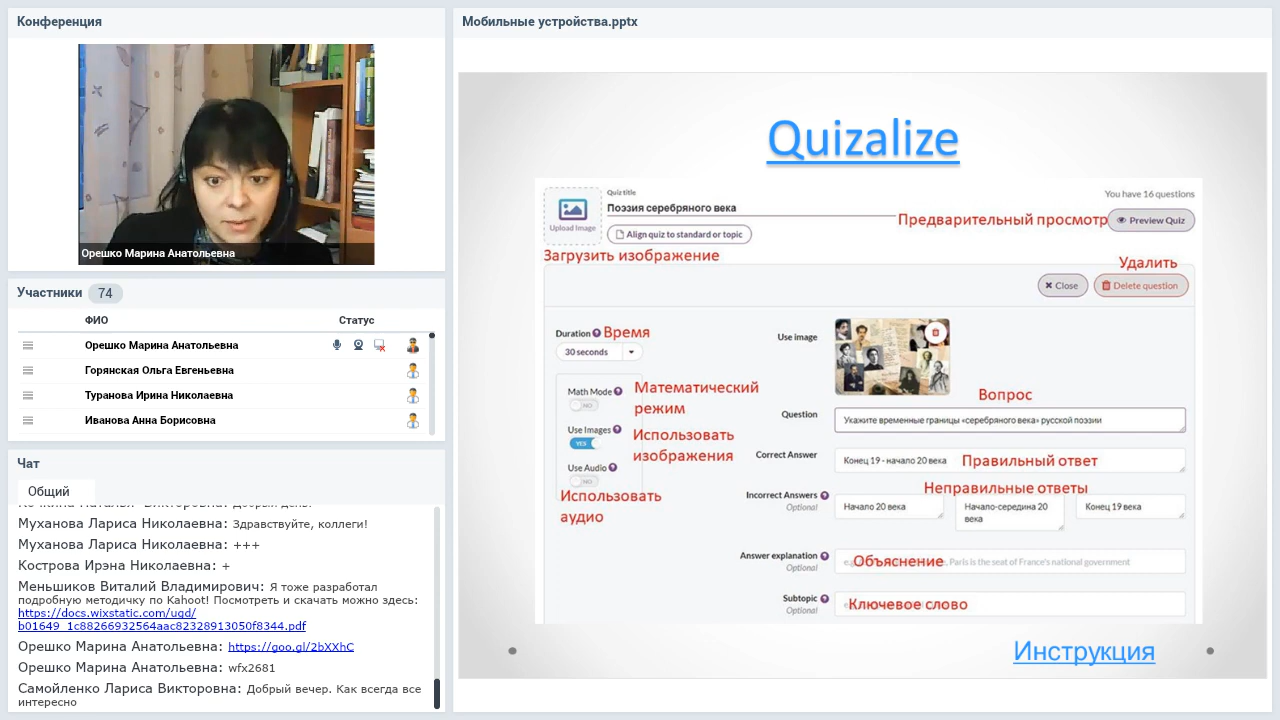 Конференция
Орешко Марина Анатольевна
Участники 74
ФИО Статус
Орешко Марина Анатольевна
Горянская Ольга Евгеньевна
Туранова Ирина Николаевна
Иванова Анна Борисовна
Чат
Общий
Муханова Лариса Николаевна: Здравствуйте, коллеги!
Муханова Лариса Николаевна: +++
Кострова Ирэна Николаевна: +
Меньшиков Виталий Владимирович: Я тоже разработал
подробную методичку по Kahoot! Посмотреть и скачать можно здесь:
https://docs.wixstatic.com/ugd/
b01649_1c88266932564aac82328913050f8344.pdf
Орешко Марина Анатольевна: https://goo.gl/2bXXhC
Орешко Марина Анатольевна: wfx2681
Самойленко Лариса Викторовна: Добрый вечер. Как всегда все
интересно
Мобильные устройства.pptx
Quizalize
Quiz title
Поэзия серебряного века
You have 16 questions
Upload Image
Align quiz to standard or topic
Предварительный просмотр
Preview Quiz
Загрузить изображение
Удалить
Close
Delete question
Duration ? Время
30 seconds
Use image
Math Mode ?
NO
Математический
режим
Use Images ?
YES
Использовать
изображения
Use Audio ?
NO
Использовать
аудио
Вопрос
Question
Укажите временные границы «серебряного века» русской поэзии
Correct Answer
Конец 19 - начало 20 века
Правильный ответ
Неправильные ответы
Incorrect Answers ?
Optional
Начало 20 века
Начало-середина 20
века
Конец 19 века
Answer explanation ?
Optional
Объяснение
Paris is the seat of France's national government
Subtopic ?
Optional
Ключевое слово
Инструкция